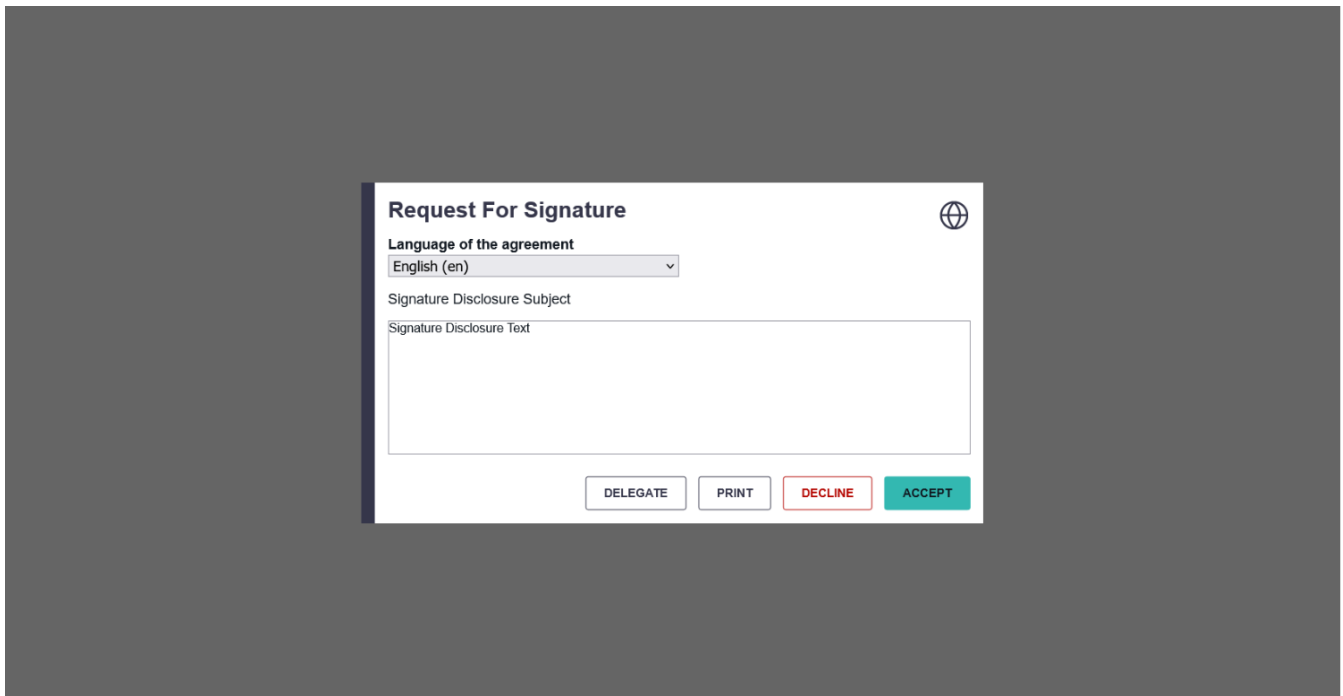 Request For Signature
Language of the agreement
English (en)
Signature Disclosure Subject
Signature Disclosure Text
DELEGATE PRINT DECLINE ACCEPT